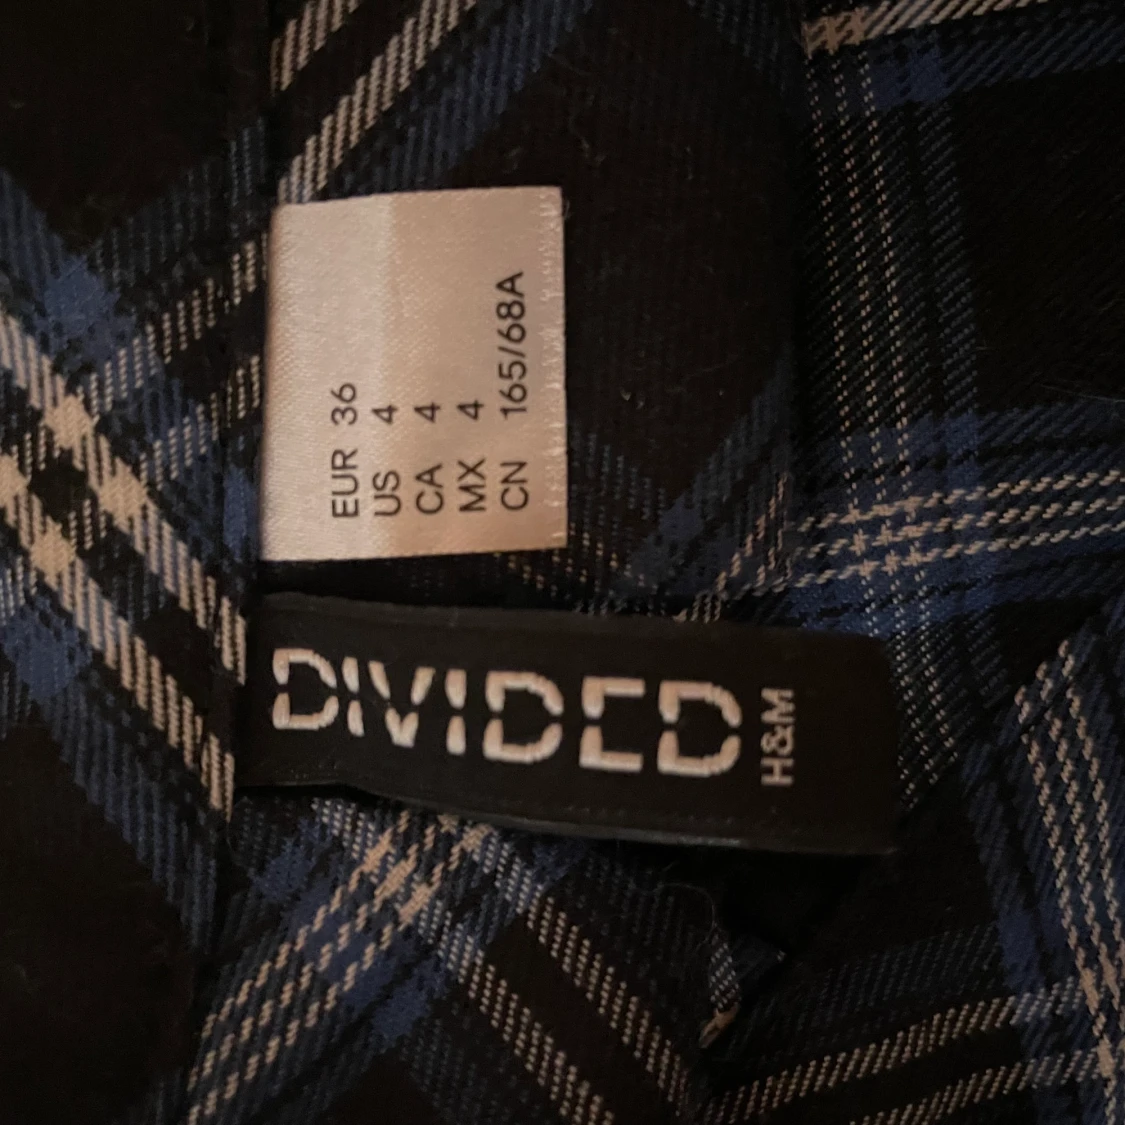 EUR 36
US 4
CA 4
MX 4
CN 165/68A
DIVIDED
H&M